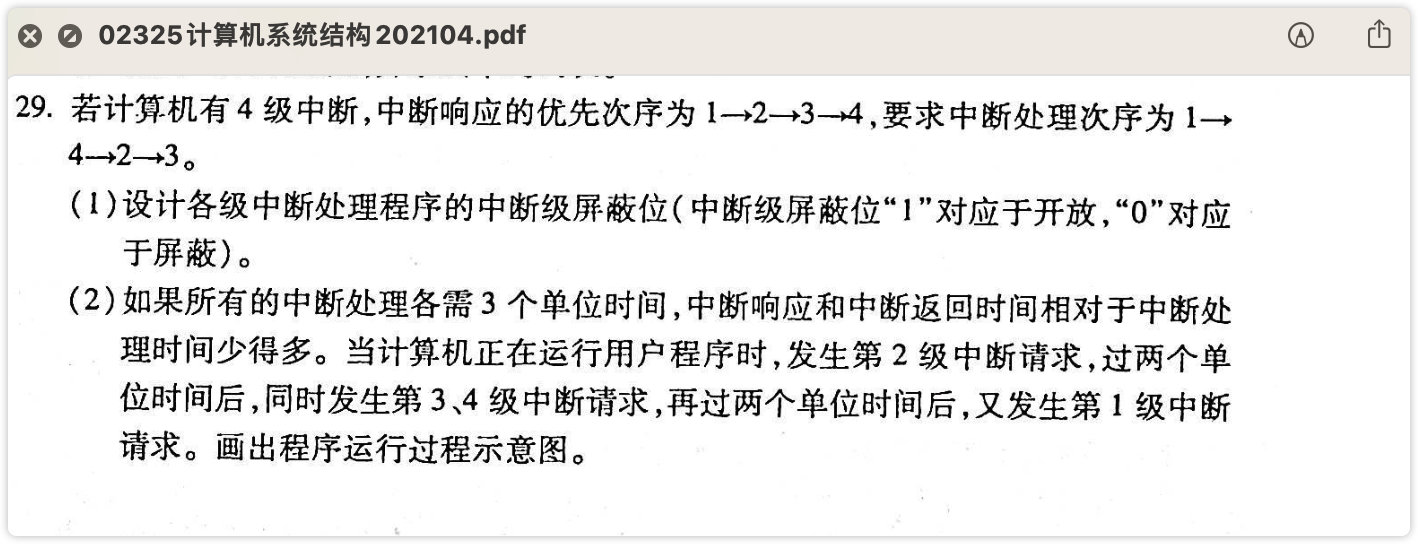 02325计算机系统结构202104.pdf
29. 若计算机有 4 级中断,中断响应的优先次序为 1→2→3→4,要求中断处理次序为 1→
4→2→3。
(1)设计各级中断处理程序的中断级屏蔽位(中断级屏蔽位“1”对应于开放,“0”对应
于屏蔽)。
(2)如果所有的中断处理各需 3 个单位时间,中断响应和中断返回时间相对于中断处
理时间少得多。当计算机正在运行用户程序时,发生第 2 级中断请求,过两个单
位时间后,同时发生第 3、4 级中断请求,再过两个单位时间后,又发生第 1 级中断
请求。画出程序运行过程示意图。